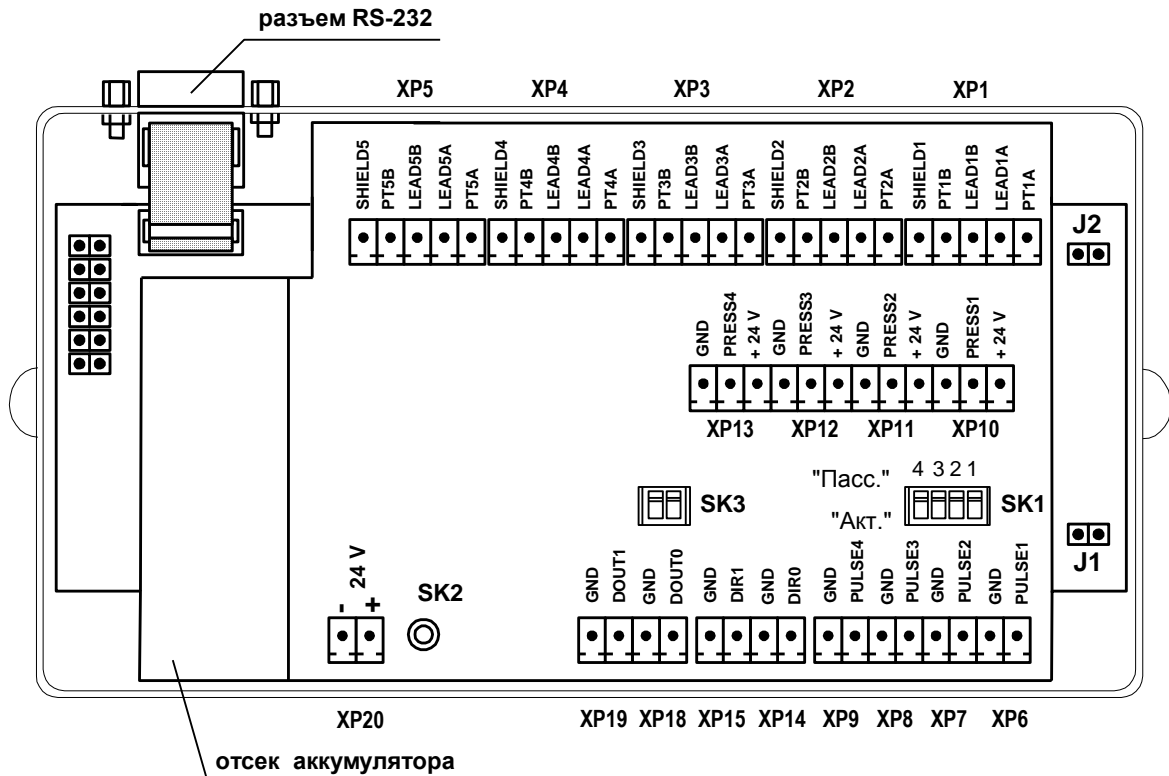 разъем RS-232
XP5 XP4 XP3 XP2 XP1
SHIELD5 PT5B LEAD5B LEAD5A PT5A SHIELD4 PT4B LEAD4B LEAD4A PT4A SHIELD3 PT3B LEAD3B LEAD3A PT3A SHIELD2 PT2B LEAD2B LEAD2A PT2A SHIELD1 PT1B LEAD1B LEAD1A PT1A
J2
GND PRESS4 + 24 V GND PRESS3 + 24 V GND PRESS2 + 24 V GND PRESS1 + 24 V
XP13 XP12 XP11 XP10
"Пасс." 4 3 2 1
SK3 SK1
"Акт."
J1
24 V
- +
SK2
GND DOUT1 GND DOUT0 GND DIR1 GND DIR0 GND PULSE4 GND PULSE3 GND PULSE2 GND PULSE1
XP20 XP19 XP18 XP15 XP14 XP9 XP8 XP7 XP6
отсек аккумулятора